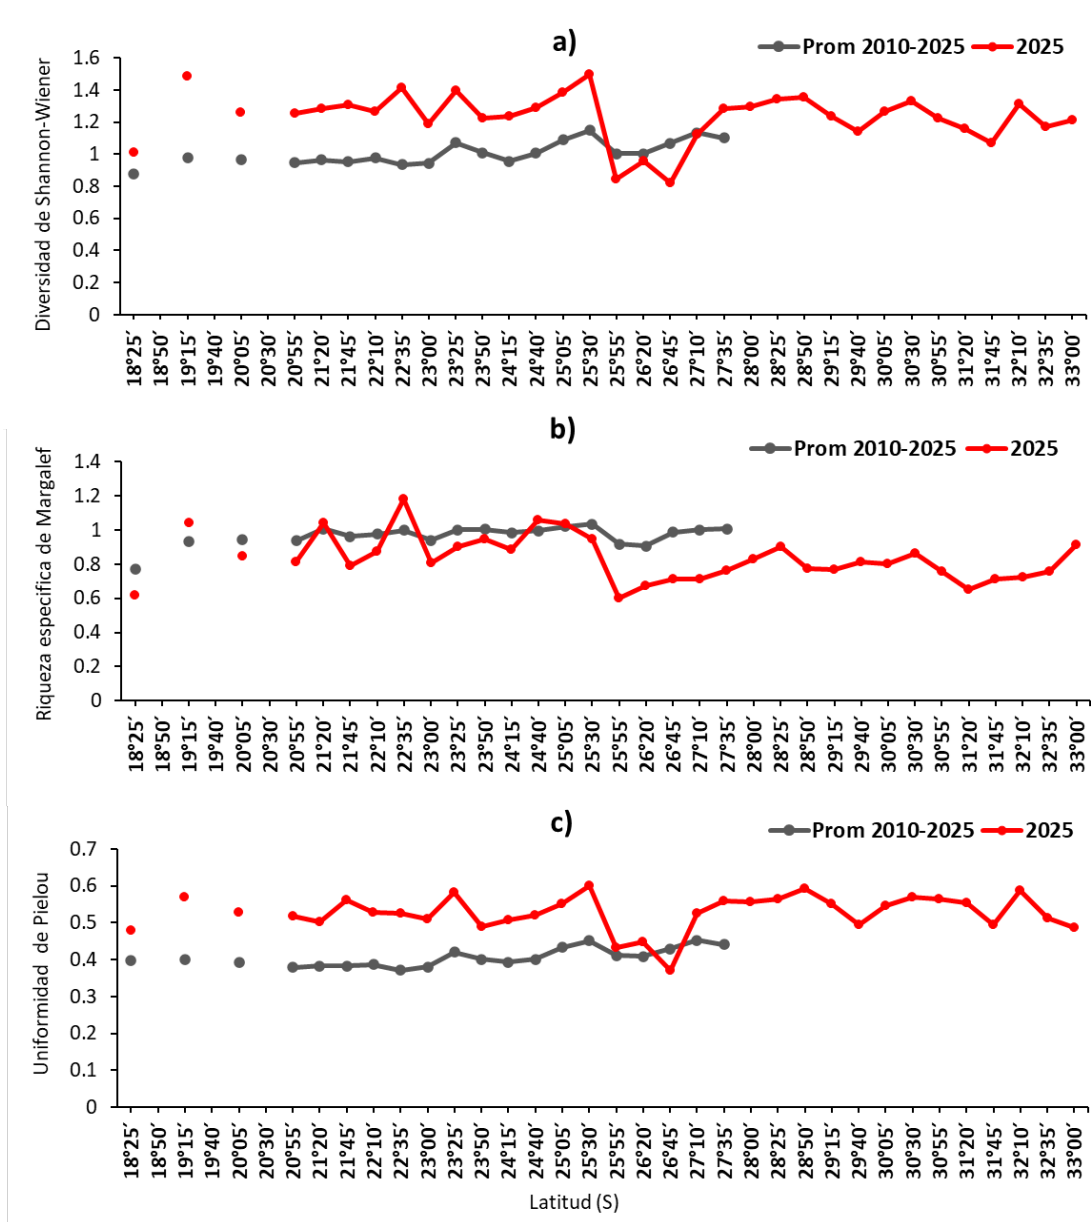 a)
Prom 2010-2025 2025
Diversidad de Shannon-Wiener
1.6
1.4
1.2
1
0.8
0.6
0.4
0.2
0
18°25´ 18°50´ 19°15´ 19°40´ 20°05´ 20°30´ 20°55´ 21°20´ 21°45´ 22°10´ 22°35´ 23°00´ 23°25´ 23°50´ 24°15´ 24°40´ 25°05´ 25°30´ 25°55´ 26°20´ 26°45´ 27°10´ 27°35´ 28°00´ 28°25´ 28°50´ 29°15´ 29°40´ 30°05´ 30°30´ 30°55´ 31°20´ 31°45´ 32°10´ 32°35´ 33°00´
b)
Prom 2010-2025 2025
Riqueza específica de Margalef
1.4
1.2
1
0.8
0.6
0.4
0.2
0
18°25´ 18°50´ 19°15´ 19°40´ 20°05´ 20°30´ 20°55´ 21°20´ 21°45´ 22°10´ 22°35´ 23°00´ 23°25´ 23°50´ 24°15´ 24°40´ 25°05´ 25°30´ 25°55´ 26°20´ 26°45´ 27°10´ 27°35´ 28°00´ 28°25´ 28°50´ 29°15´ 29°40´ 30°05´ 30°30´ 30°55´ 31°20´ 31°45´ 32°10´ 32°35´ 33°00´
c)
Prom 2010-2025 2025
Uniformidad de Pielou
0.7
0.6
0.5
0.4
0.3
0.2
0.1
0
18°25´ 18°50´ 19°15´ 19°40´ 20°05´ 20°30´ 20°55´ 21°20´ 21°45´ 22°10´ 22°35´ 23°00´ 23°25´ 23°50´ 24°15´ 24°40´ 25°05´ 25°30´ 25°55´ 26°20´ 26°45´ 27°10´ 27°35´ 28°00´ 28°25´ 28°50´ 29°15´ 29°40´ 30°05´ 30°30´ 30°55´ 31°20´ 31°45´ 32°10´ 32°35´ 33°00´
Latitud (S)